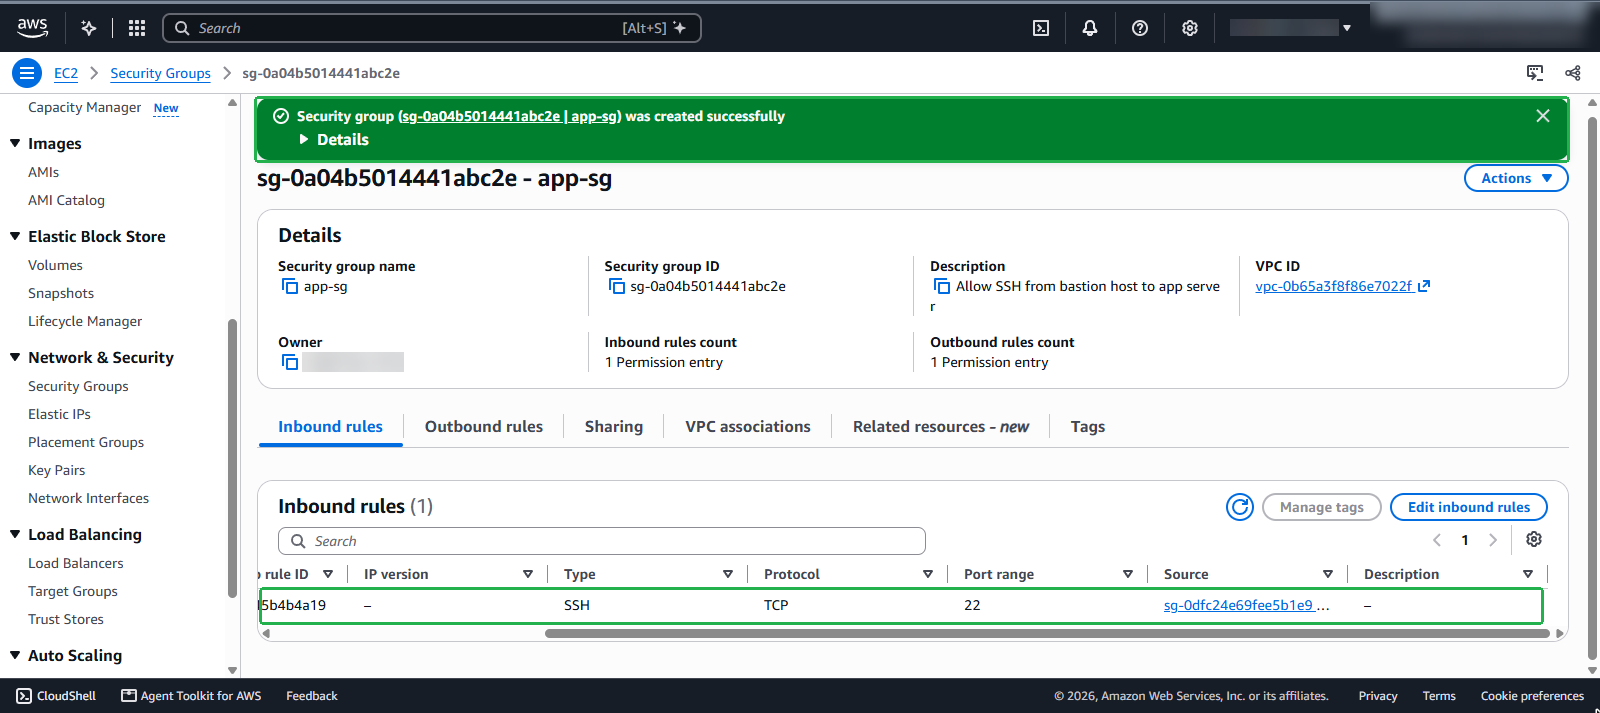 aws
Search [Alt+S]
EC2 > Security Groups > sg-0a04b5014441abc2e
Capacity Manager New
Images
AMIs
AMI Catalog
Elastic Block Store
Volumes
Snapshots
Lifecycle Manager
Network & Security
Security Groups
Elastic IPs
Placement Groups
Key Pairs
Network Interfaces
Load Balancing
Load Balancers
Target Groups
Trust Stores
Auto Scaling
Security group (sg-0a04b5014441abc2e | app-sg) was created successfully
Details
sg-0a04b5014441abc2e - app-sg
Actions
Details
Security group name
app-sg
Security group ID
sg-0a04b5014441abc2e
Description
Allow SSH from bastion host to app serve
r
VPC ID
vpc-0b65a3f8f86e7022f
Owner
Inbound rules count
1 Permission entry
Outbound rules count
1 Permission entry
Inbound rules Outbound rules Sharing VPC associations Related resources - new Tags
Inbound rules (1)
Manage tags Edit inbound rules
Search
1
rule ID IP version Type Protocol Port range Source Description
5b4b4a19 – SSH TCP 22 sg-0dfc24e69fee5b1e9 ... –
CloudShell Agent Toolkit for AWS Feedback © 2026, Amazon Web Services, Inc. or its affiliates. Privacy Terms Cookie preferences